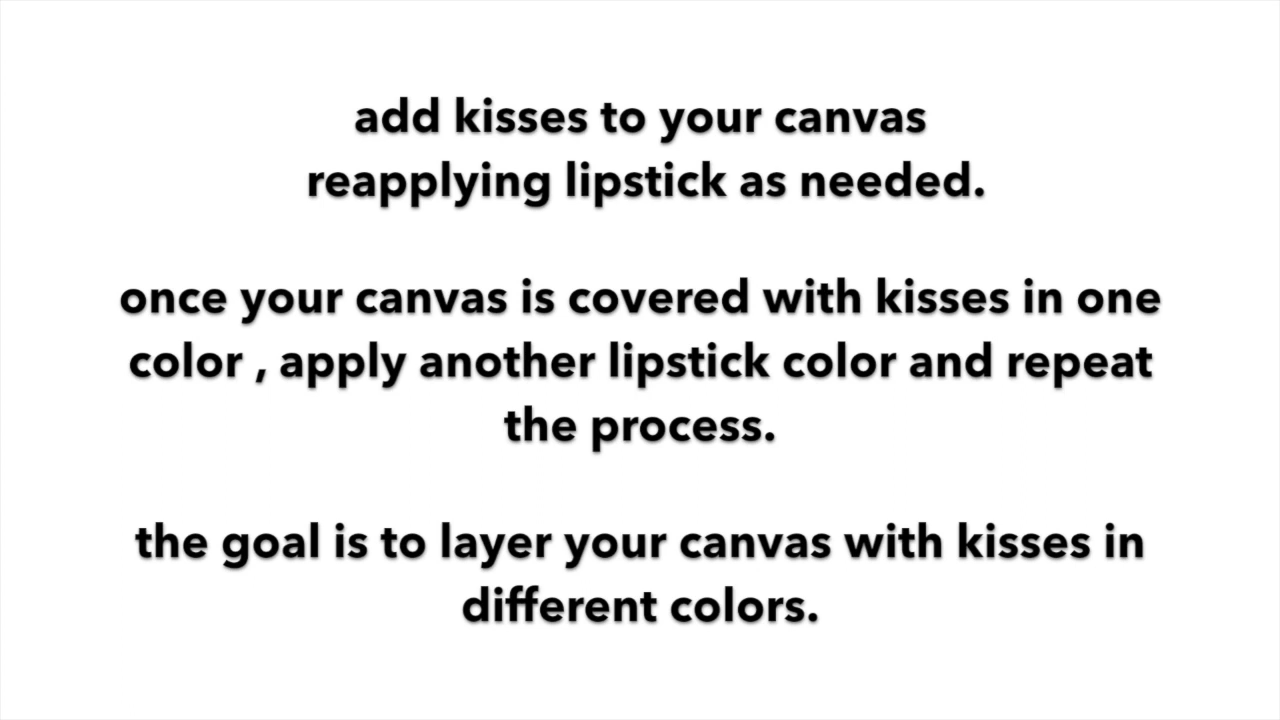 add kisses to your canvas
reapplying lipstick as needed.
once your canvas is covered with kisses in one
color , apply another lipstick color and repeat
the process.
the goal is to layer your canvas with kisses in
different colors.